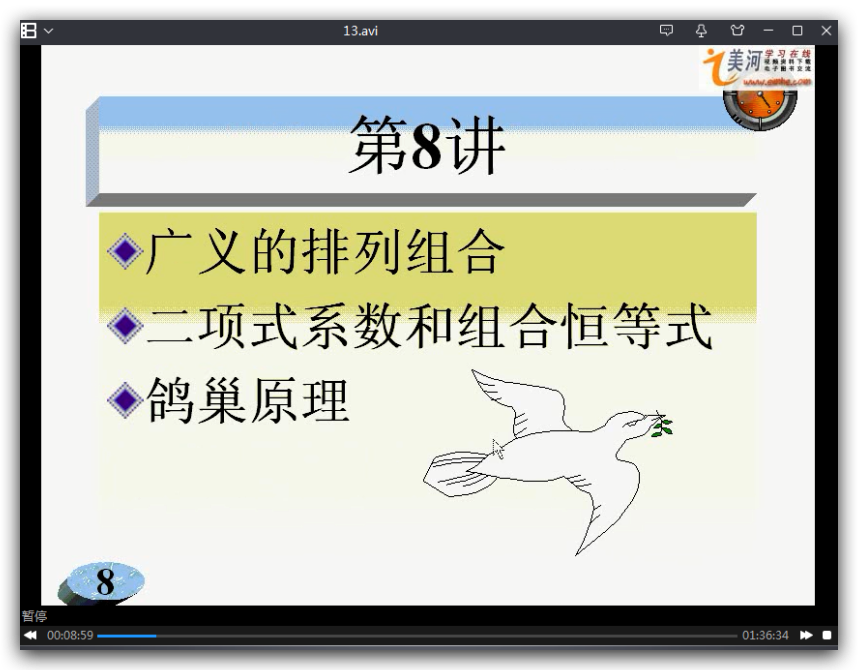 13.avi
美河学习在线
www.eimhe.com
第8讲
广义的排列组合
二项式系数和组合恒等式
鸽巢原理
8
暂停
00:08:59
01:36:34